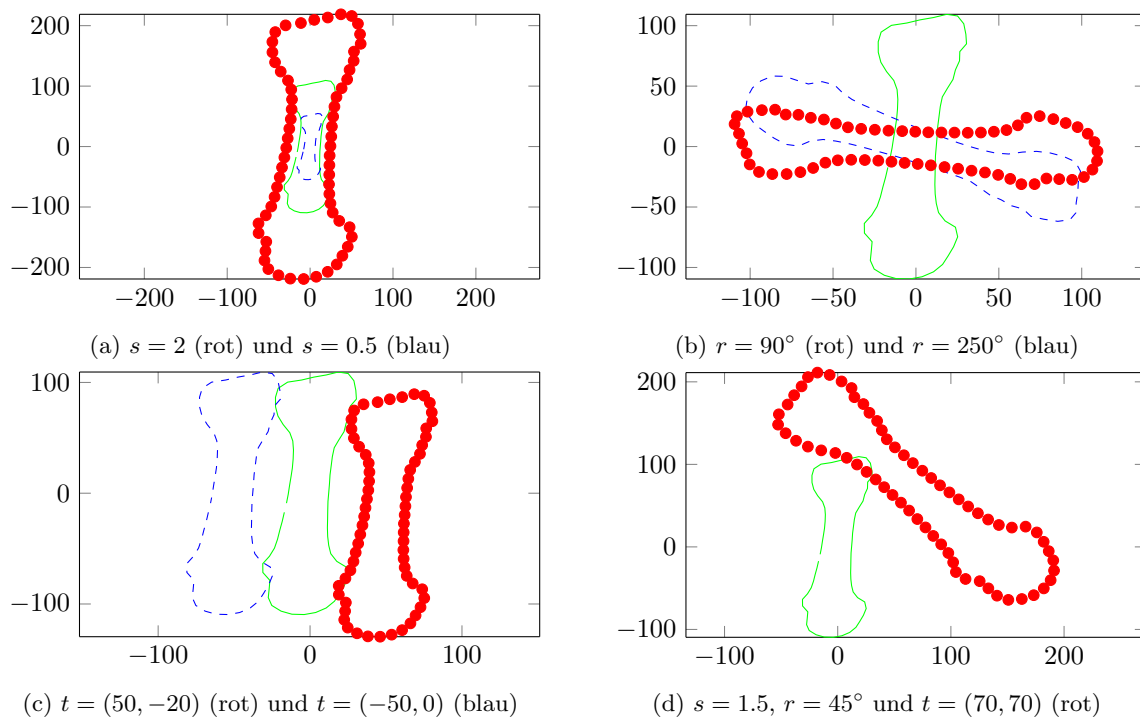 200
100
0
−100
−200
−200 −100 0 100 200
(a) s = 2 (rot) und s = 0.5 (blau)
100
50
0
−50
−100
−100 −50 0 50 100
(b) r = 90° (rot) und r = 250° (blau)
100
0
−100
−100 0 100
(c) t = (50, −20) (rot) und t = (−50, 0) (blau)
200
100
0
−100
−100 0 100 200
(d) s = 1.5, r = 45° und t = (70, 70) (rot)